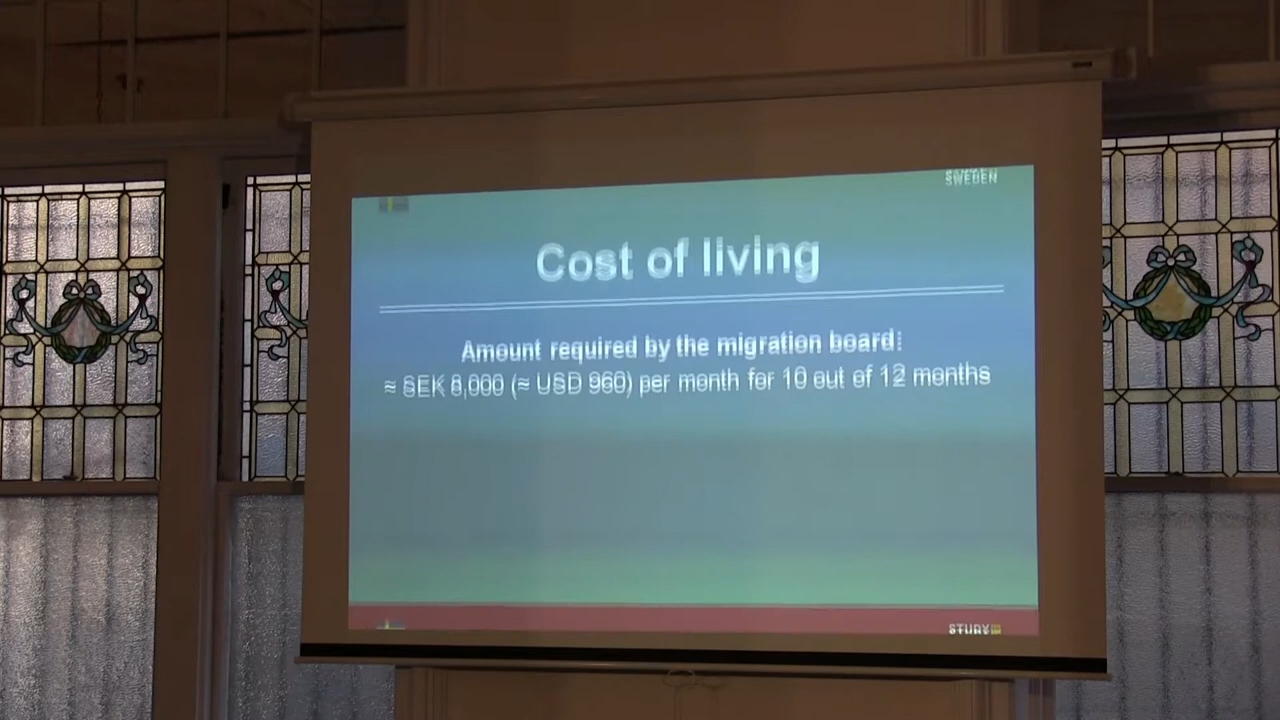 SWEDEN
Cost of living
Amount required by the migration board:
≈ SEK 8,000 (≈ USD 960) per month for 10 out of 12 months
STUDY